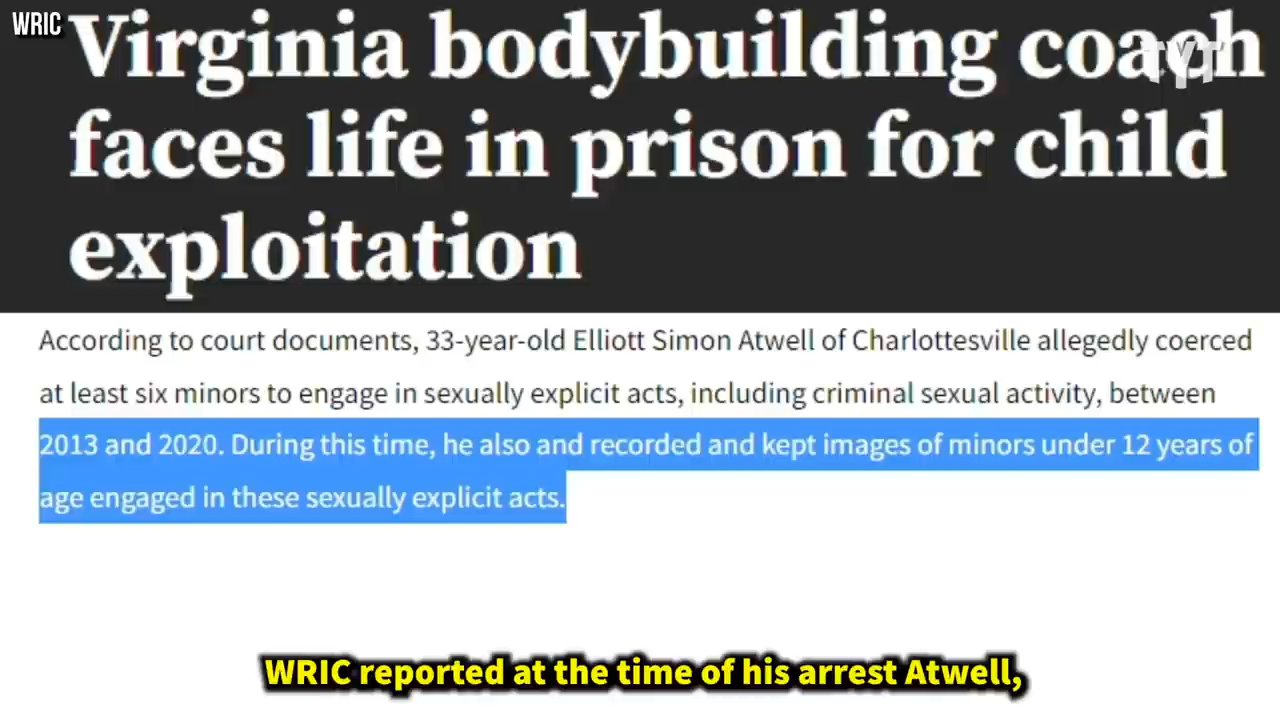 WRIC
Virginia bodybuilding coach
TYT
faces life in prison for child
exploitation
According to court documents, 33-year-old Elliott Simon Atwell of Charlottesville allegedly coerced
at least six minors to engage in sexually explicit acts, including criminal sexual activity, between
2013 and 2020. During this time, he also and recorded and kept images of minors under 12 years of
age engaged in these sexually explicit acts.
WRIC reported at the time of his arrest Atwell,